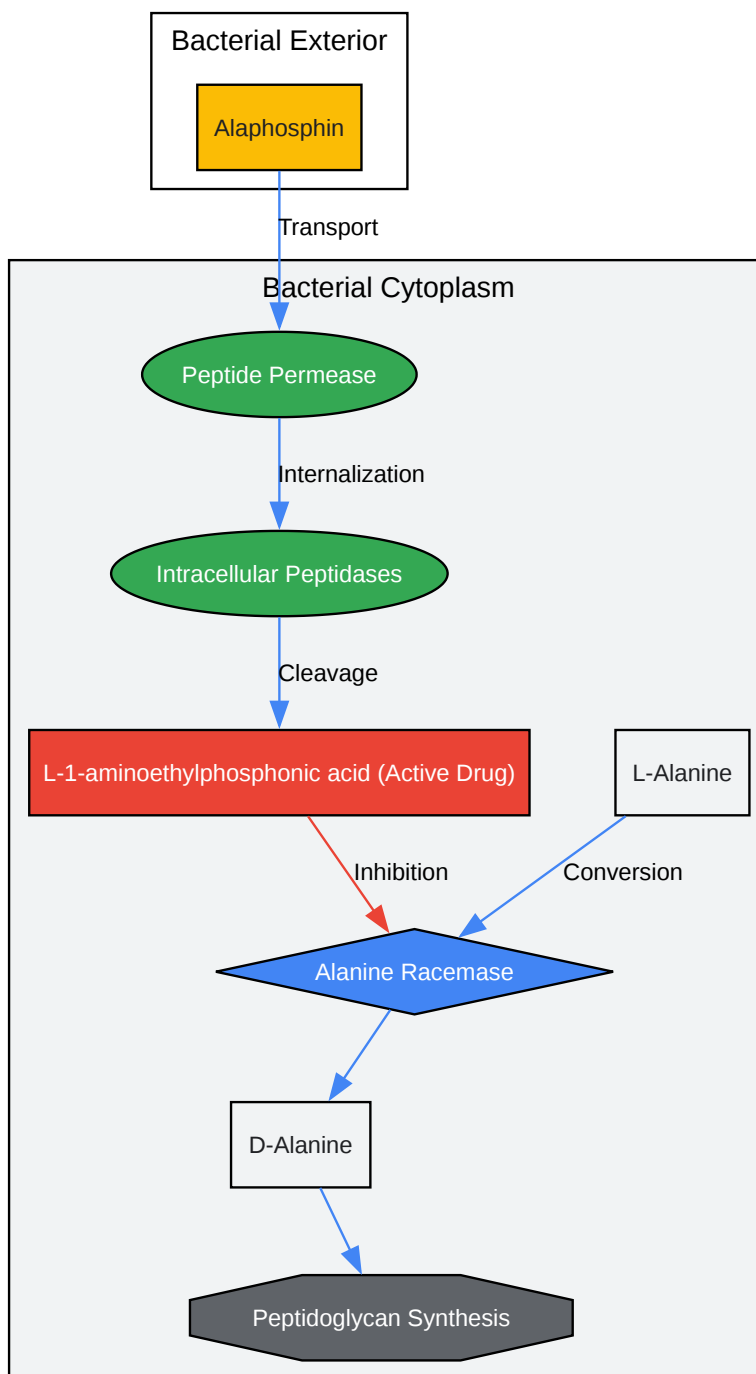 Bacterial Exterior
Alaphosphin
Transport
Bacterial Cytoplasm
Peptide Permease
Internalization
Intracellular Peptidases
Cleavage
L-1-aminoethylphosphonic acid (Active Drug)
L-Alanine
Inhibition
Conversion
Alanine Racemase
D-Alanine
Peptidoglycan Synthesis